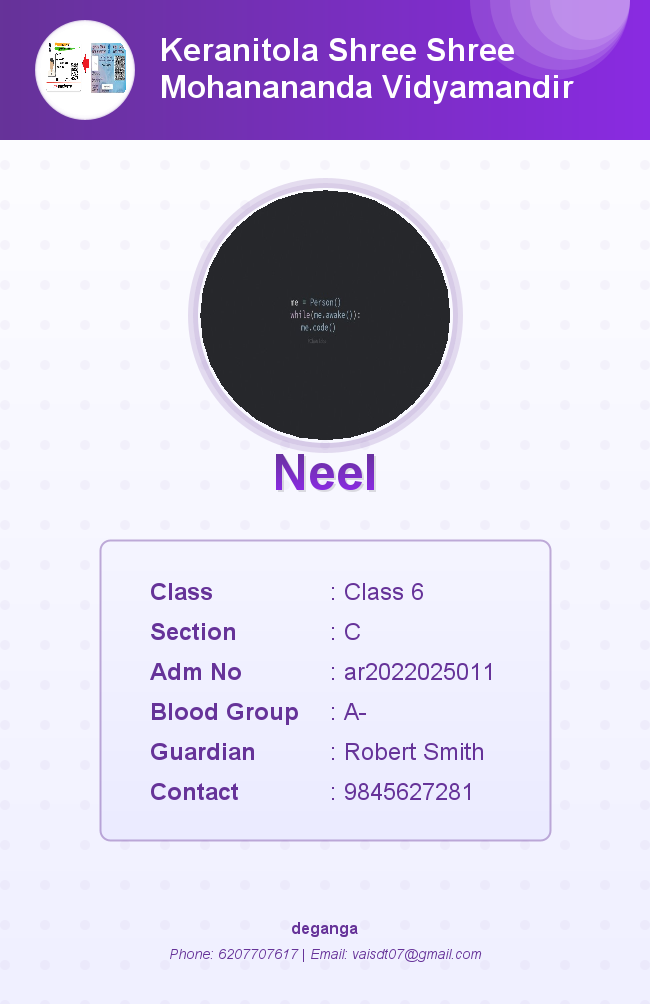 Keranitola Shree Shree
Mohanananda Vidyamandir
me = Person()
while(me.awake()):
me.code()
Neel
Class : Class 6
Section : C
Adm No : ar2022025011
Blood Group : A-
Guardian : Robert Smith
Contact : 9845627281
deganga
Phone: 6207707617 | Email: vaisdt07@gmail.com